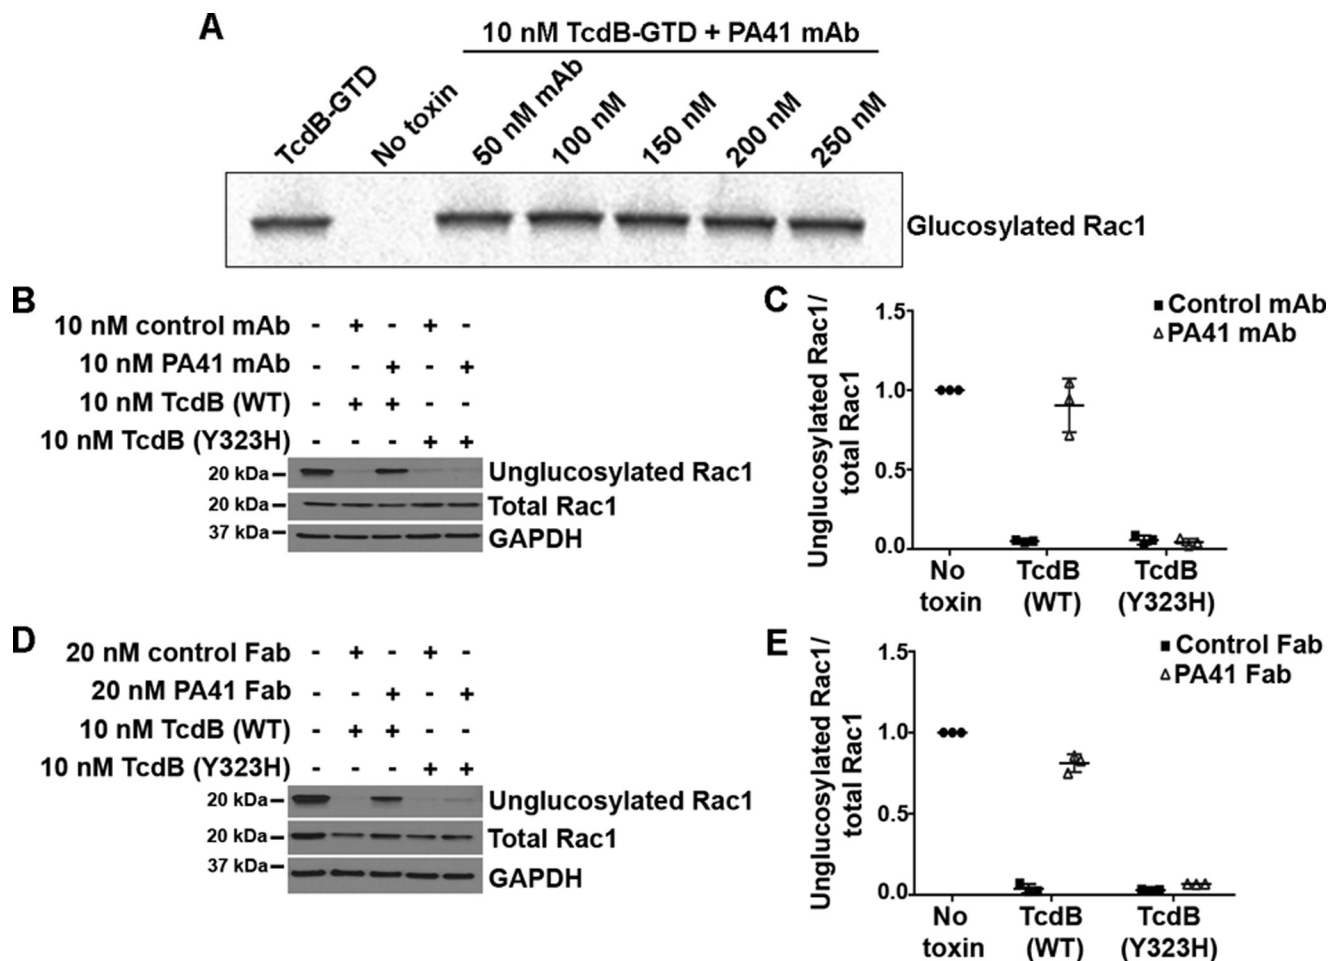 A
10 nM TcdB-GTD + PA41 mAb
TcdB-GTD
No toxin
50 nM mAb
100 nM
150 nM
200 nM
250 nM
Glucosylated Rac1
B
10 nM control mAb - + - + -
10 nM PA41 mAb - - + - +
10 nM TcdB (WT) - + + - -
10 nM TcdB (Y323H) - - - + +
20 kDa Unglucosylated Rac1
20 kDa Total Rac1
37 kDa GAPDH
C
Control mAb
PA41 mAb
Unglucosylated Rac1/
total Rac1
1.5
1.0
0.5
0.0
No
toxin
TcdB
(WT)
TcdB
(Y323H)
D
20 nM control Fab - + - + -
20 nM PA41 Fab - - + - +
10 nM TcdB (WT) - + + - -
10 nM TcdB (Y323H) - - - + +
20 kDa Unglucosylated Rac1
20 kDa Total Rac1
37 kDa GAPDH
E
Control Fab
PA41 Fab
Unglucosylated Rac1/
total Rac1
1.5
1.0
0.5
0.0
No
toxin
TcdB
(WT)
TcdB
(Y323H)